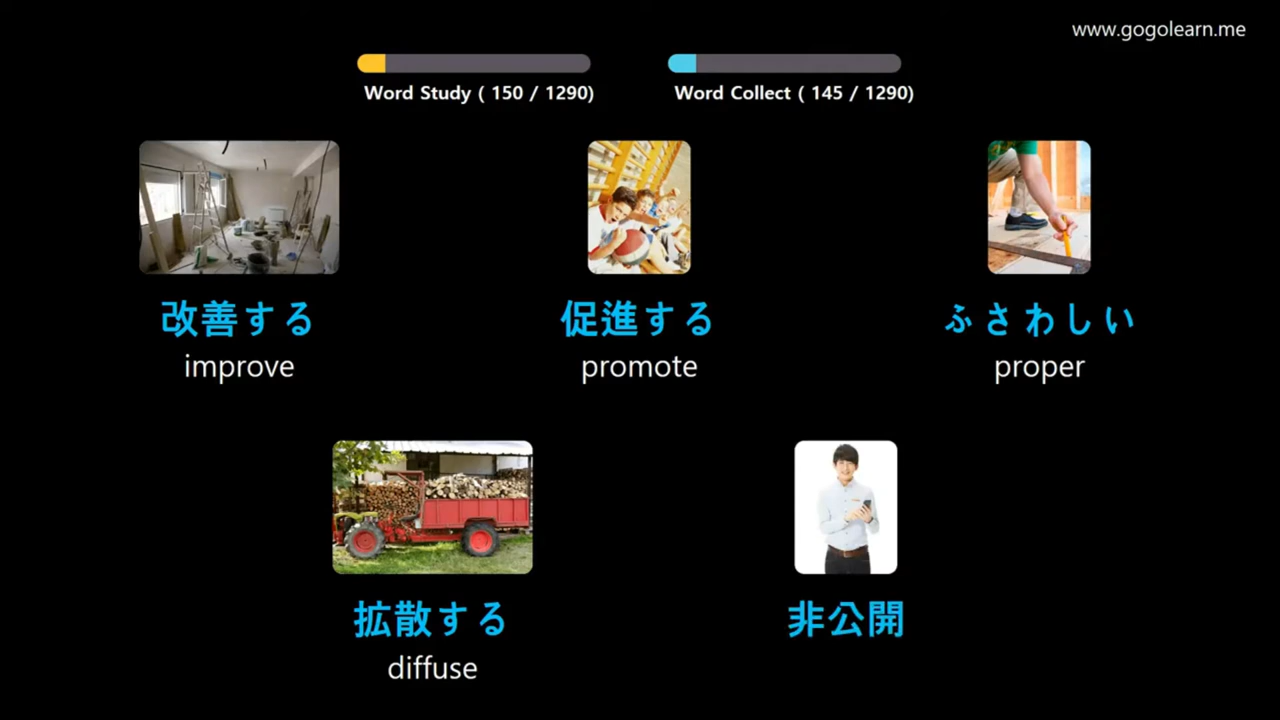 www.gogolearn.me
Word Study ( 150 / 1290)
Word Collect ( 145 / 1290)
改善する
improve
促進する
promote
ふさわしい
proper
拡散する
diffuse
非公開